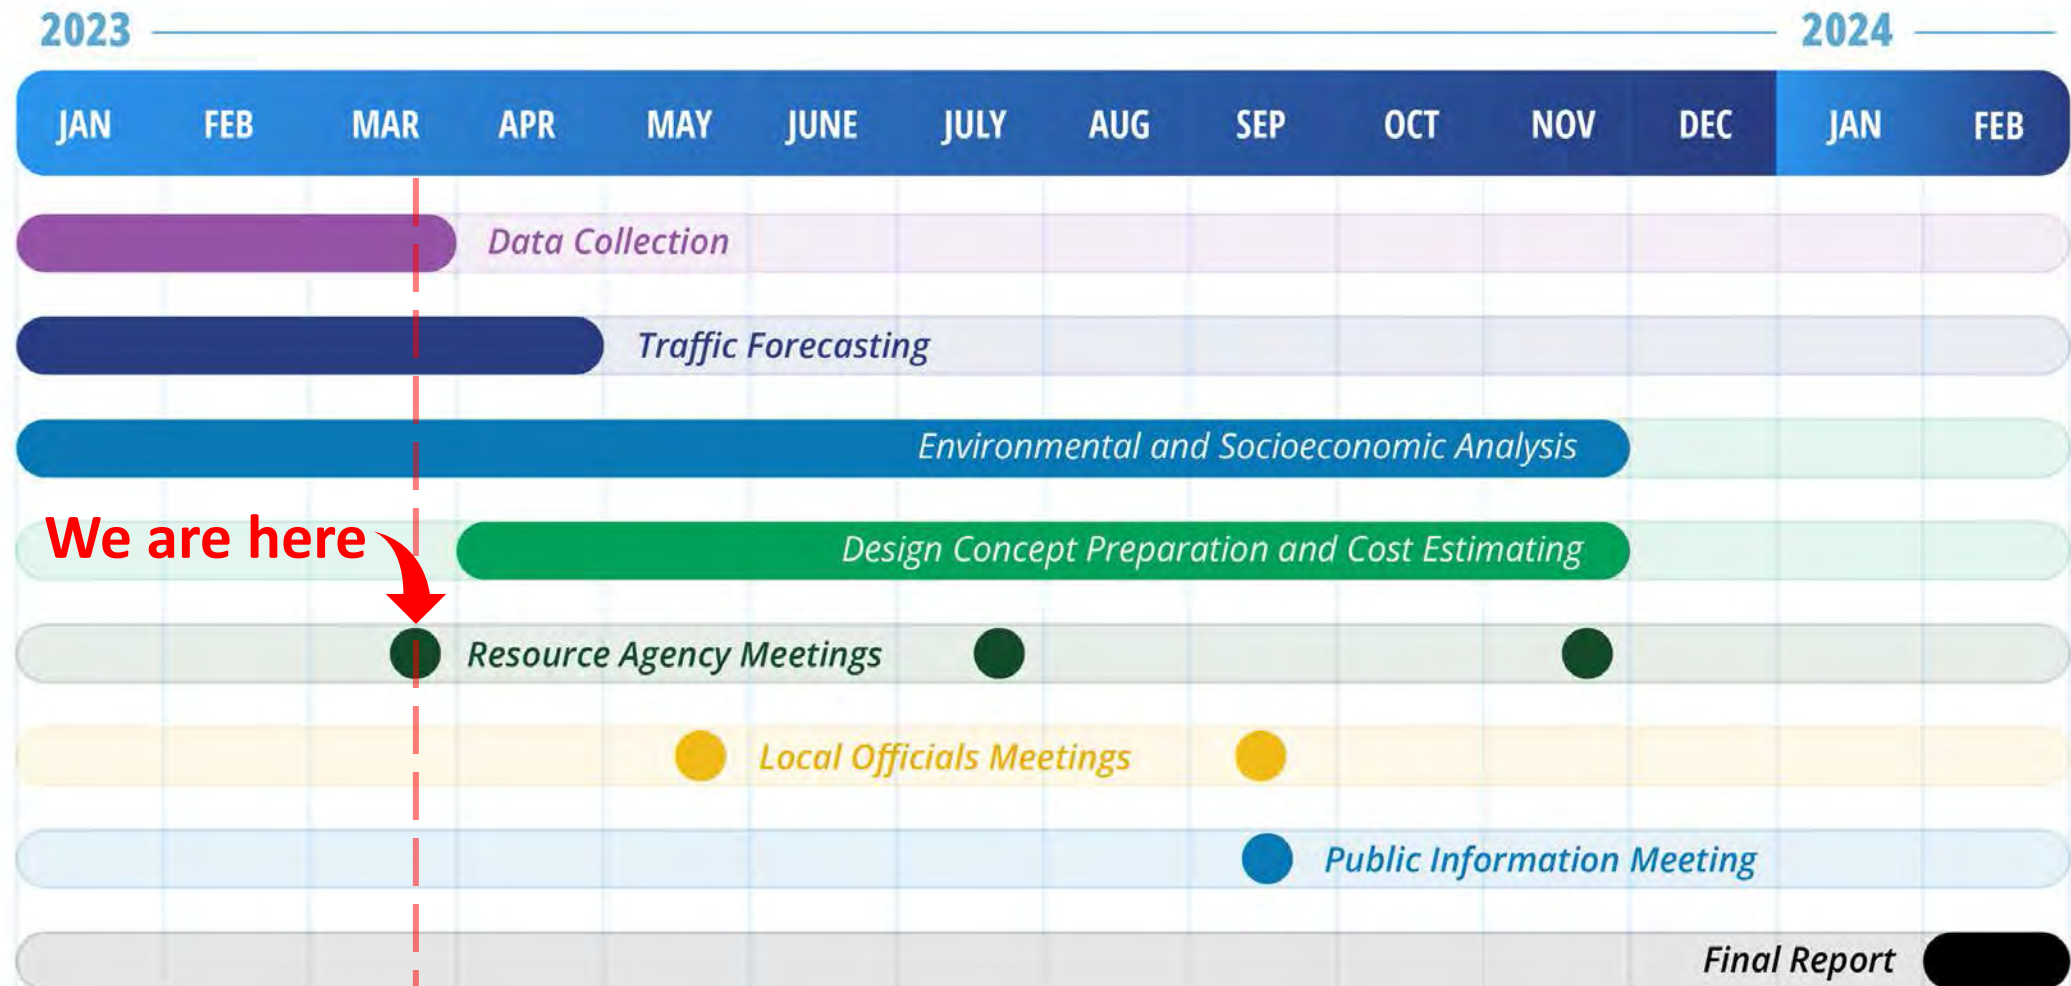 2023 2024
JAN FEB MAR APR MAY JUNE JULY AUG SEP OCT NOV DEC JAN FEB
Data Collection
Traffic Forecasting
Environmental and Socioeconomic Analysis
We are here
Design Concept Preparation and Cost Estimating
Resource Agency Meetings
Local Officials Meetings
Public Information Meeting
Final Report